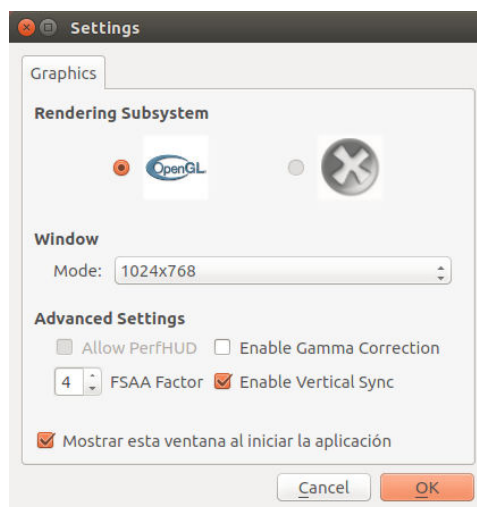 Settings
Graphics
Rendering Subsystem
OpenGL
Window
Mode: 1024x768
Advanced Settings
Allow PerfHUD Enable Gamma Correction
4 FSAA Factor Enable Vertical Sync
Mostrar esta ventana al iniciar la aplicación
Cancel OK